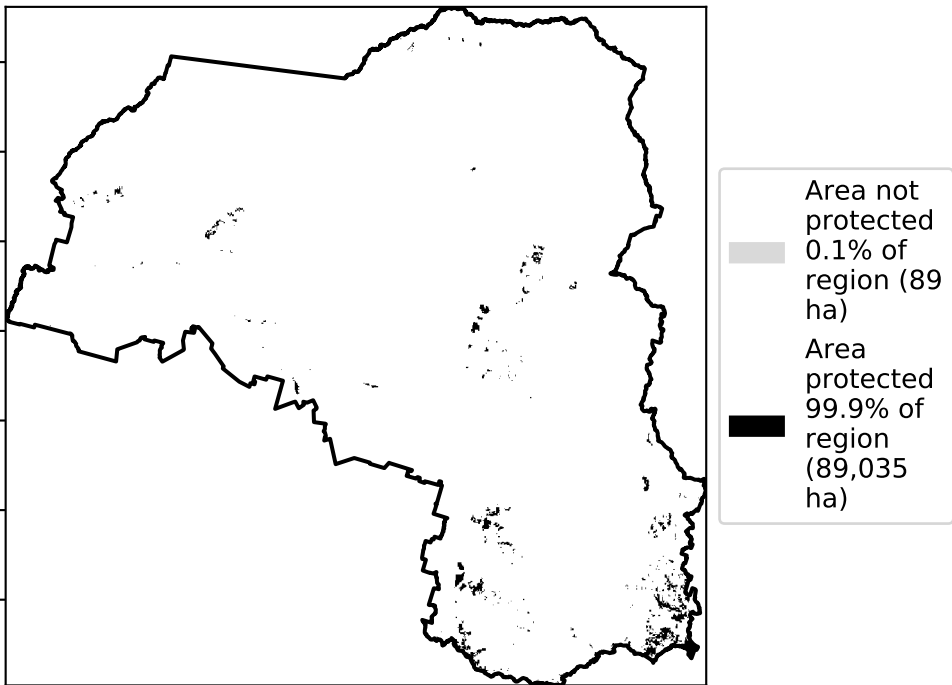 Area not
protected
0.1% of
region (89
ha)
Area
protected
99.9% of
region
(89,035
ha)